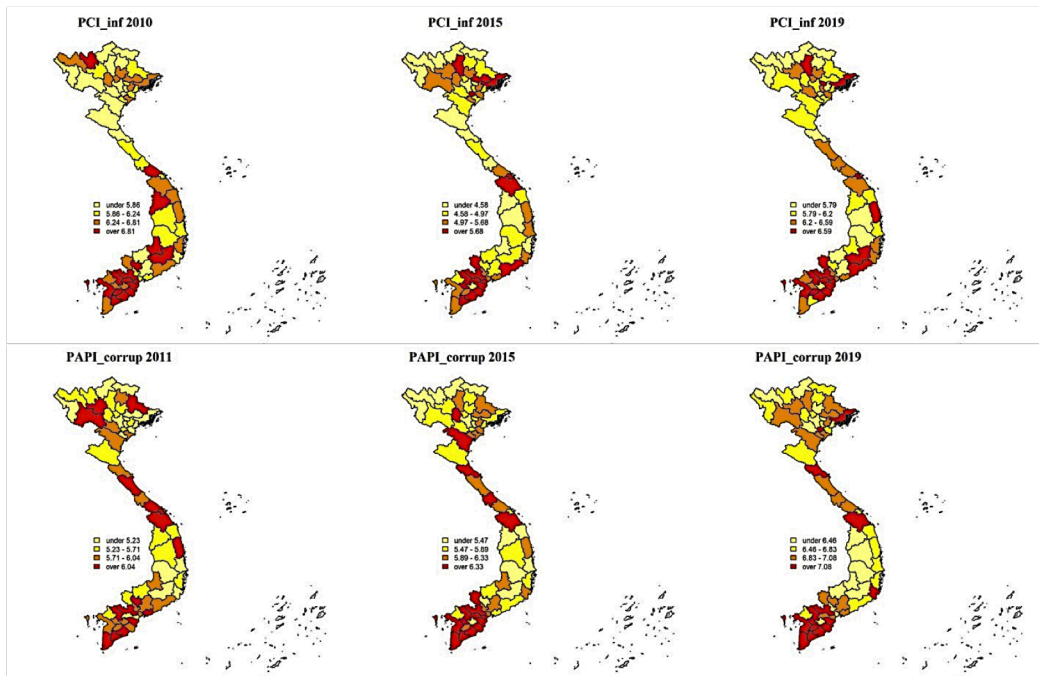 PCI_inf 2010
under 5.86
5.86 - 6.24
6.24 - 6.81
over 6.81
PCI_inf 2015
under 4.58
4.58 - 4.97
4.97 - 5.68
over 5.68
PCI_inf 2019
under 5.79
5.79 - 6.2
6.2 - 6.59
over 6.59
PAPI_corrup 2011
under 5.23
5.23 - 5.71
5.71 - 6.04
over 6.04
PAPI_corrup 2015
under 5.47
5.47 - 5.89
5.89 - 6.33
over 6.33
PAPI_corrup 2019
under 6.46
6.46 - 6.83
6.83 - 7.08
over 7.08